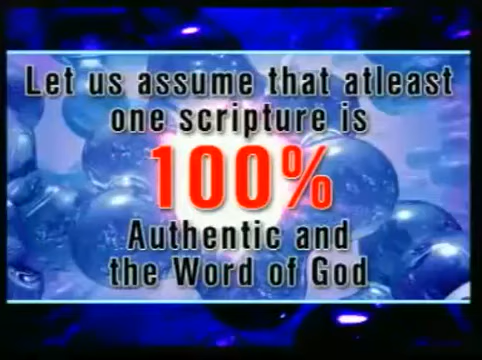 Let us assume that atleast
one scripture is
100%
Authentic and
the Word of God